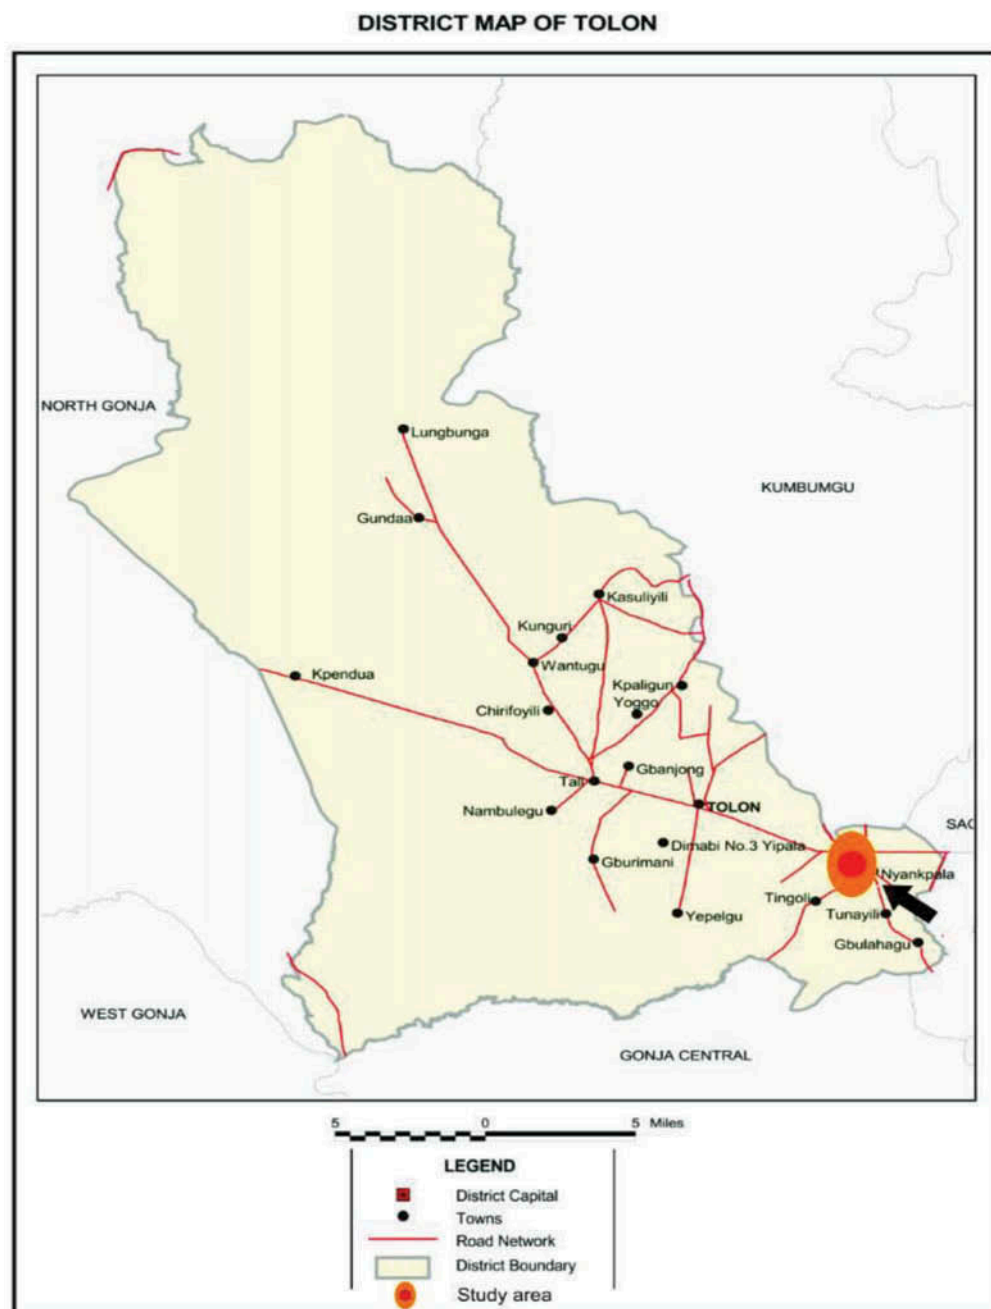 DISTRICT MAP OF TOLON
NORTH GONJA
Lungbunga
KUMBUMGU
Gundaa
Kasuliyili
Kunguri
Wantugu
Kpendua
Kpaligun
Yoggo
Chirifoyili
Gbanjong
Tali
TOLON
Nambulegu
SAG
Dimabi No.3 Yipala
Gburimani
Nyankpala
Tingoli
Yepelgu
Tunayili
Gbulahagu
WEST GONJA
GONJA CENTRAL
5 0 5 Miles
LEGEND
District Capital
Towns
Road Network
District Boundary
Study area